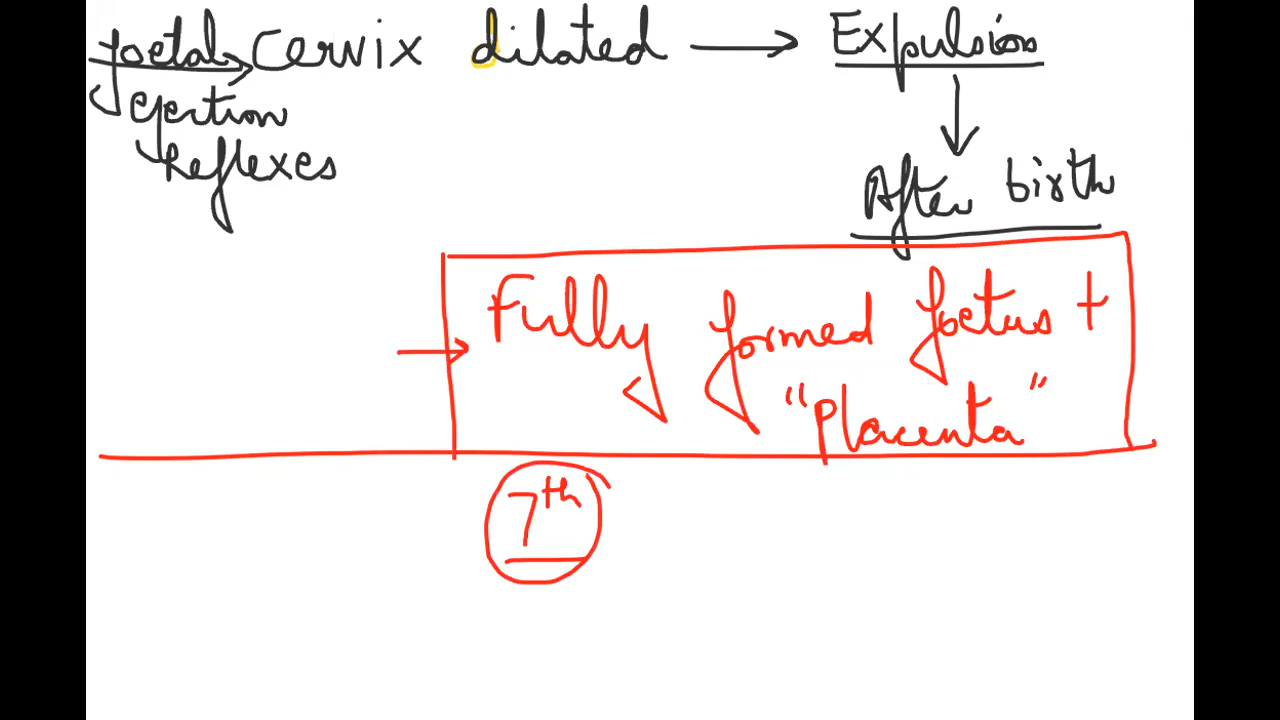 foetal cervix dilated → Expulsion
ejection
Reflexes
After birth
→ Fully formed foetus +
"Placenta"
7th